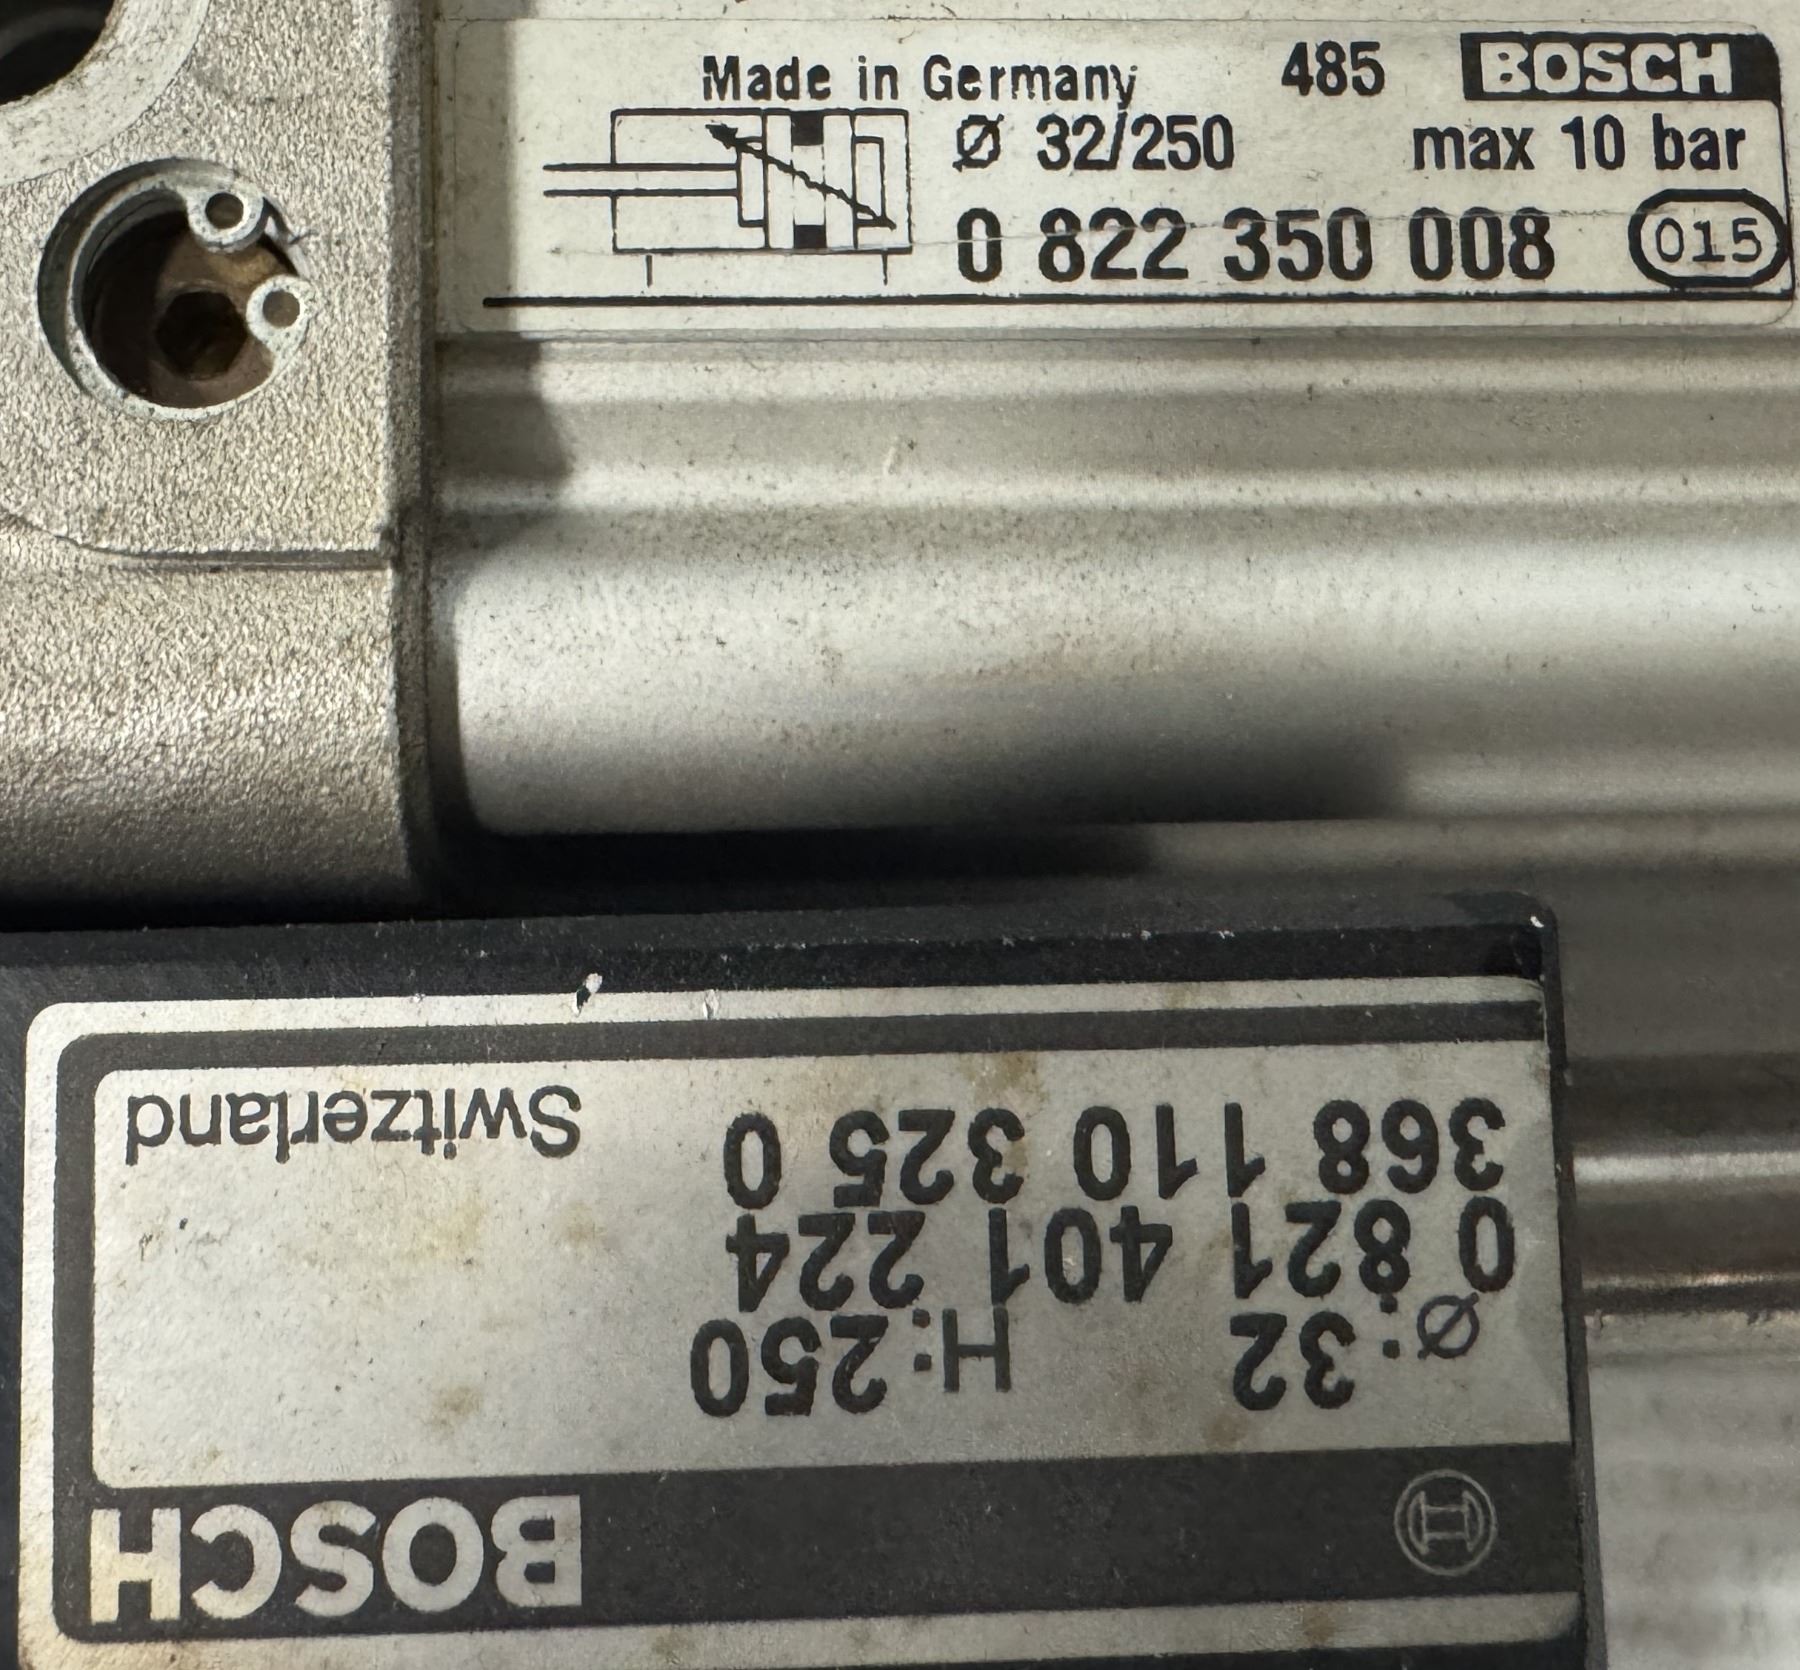 Made in Germany 485 BOSCH
Ø 32/250 max 10 bar
0 822 350 008 015
BOSCH
Ø:32 H:250
0 821 401 224
368 110 325 0
Switzerland